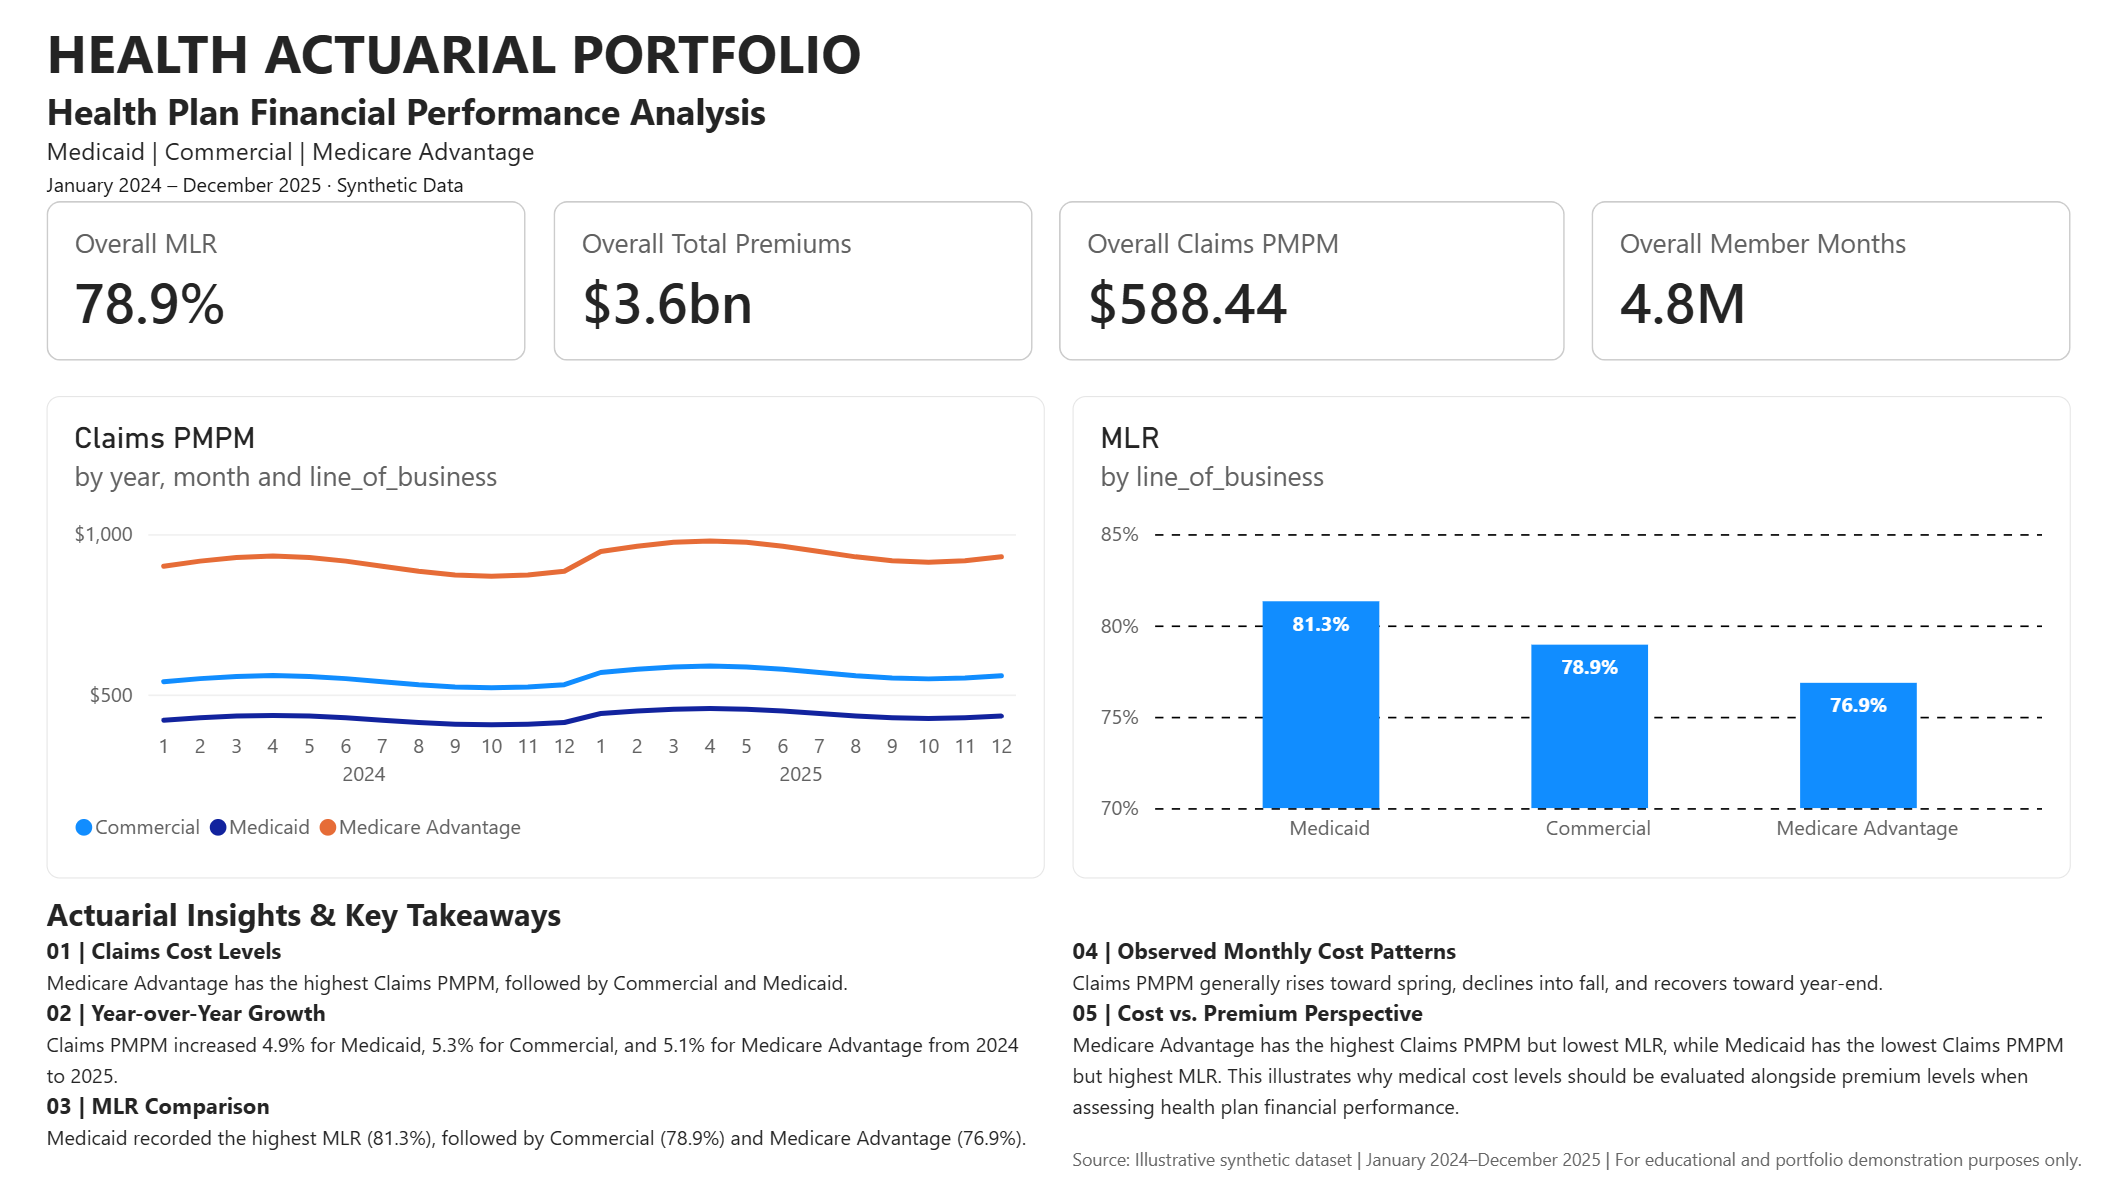 HEALTH ACTUARIAL PORTFOLIO
Health Plan Financial Performance Analysis
Medicaid | Commercial | Medicare Advantage
January 2024 – December 2025 · Synthetic Data
Overall MLR
78.9%
Overall Total Premiums
$3.6bn
Overall Claims PMPM
$588.44
Overall Member Months
4.8M
Claims PMPM
by year, month and line_of_business
$1,000
$500
1 2 3 4 5 6 7 8 9 10 11 12 1 2 3 4 5 6 7 8 9 10 11 12
2024 2025
Commercial Medicaid Medicare Advantage
MLR
by line_of_business
85%
80%
75%
70%
81.3%
78.9%
76.9%
Medicaid Commercial Medicare Advantage
Actuarial Insights & Key Takeaways
01 | Claims Cost Levels
Medicare Advantage has the highest Claims PMPM, followed by Commercial and Medicaid.
02 | Year-over-Year Growth
Claims PMPM increased 4.9% for Medicaid, 5.3% for Commercial, and 5.1% for Medicare Advantage from 2024
to 2025.
03 | MLR Comparison
Medicaid recorded the highest MLR (81.3%), followed by Commercial (78.9%) and Medicare Advantage (76.9%).
04 | Observed Monthly Cost Patterns
Claims PMPM generally rises toward spring, declines into fall, and recovers toward year-end.
05 | Cost vs. Premium Perspective
Medicare Advantage has the highest Claims PMPM but lowest MLR, while Medicaid has the lowest Claims PMPM
but highest MLR. This illustrates why medical cost levels should be evaluated alongside premium levels when
assessing health plan financial performance.
Source: Illustrative synthetic dataset | January 2024–December 2025 | For educational and portfolio demonstration purposes only.